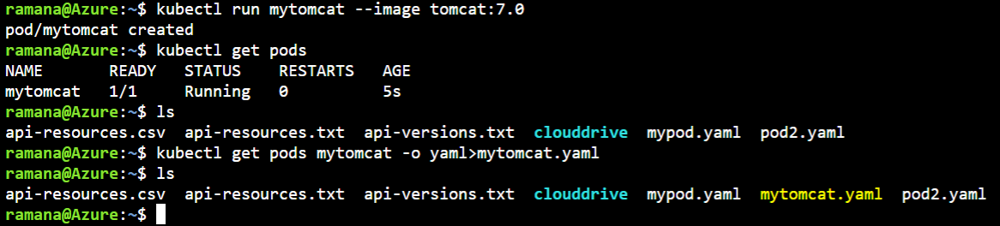 ramana@Azure:~$ kubectl run mytomcat --image tomcat:7.0
pod/mytomcat created
ramana@Azure:~$ kubectl get pods
NAME       READY   STATUS    RESTARTS   AGE
mytomcat   1/1     Running   0          5s
ramana@Azure:~$ ls
api-resources.csv  api-resources.txt  api-versions.txt  clouddrive  mypod.yaml  pod2.yaml
ramana@Azure:~$ kubectl get pods mytomcat -o yaml>mytomcat.yaml
ramana@Azure:~$ ls
api-resources.csv  api-resources.txt  api-versions.txt  clouddrive  mypod.yaml  mytomcat.yaml  pod2.yaml
ramana@Azure:~$